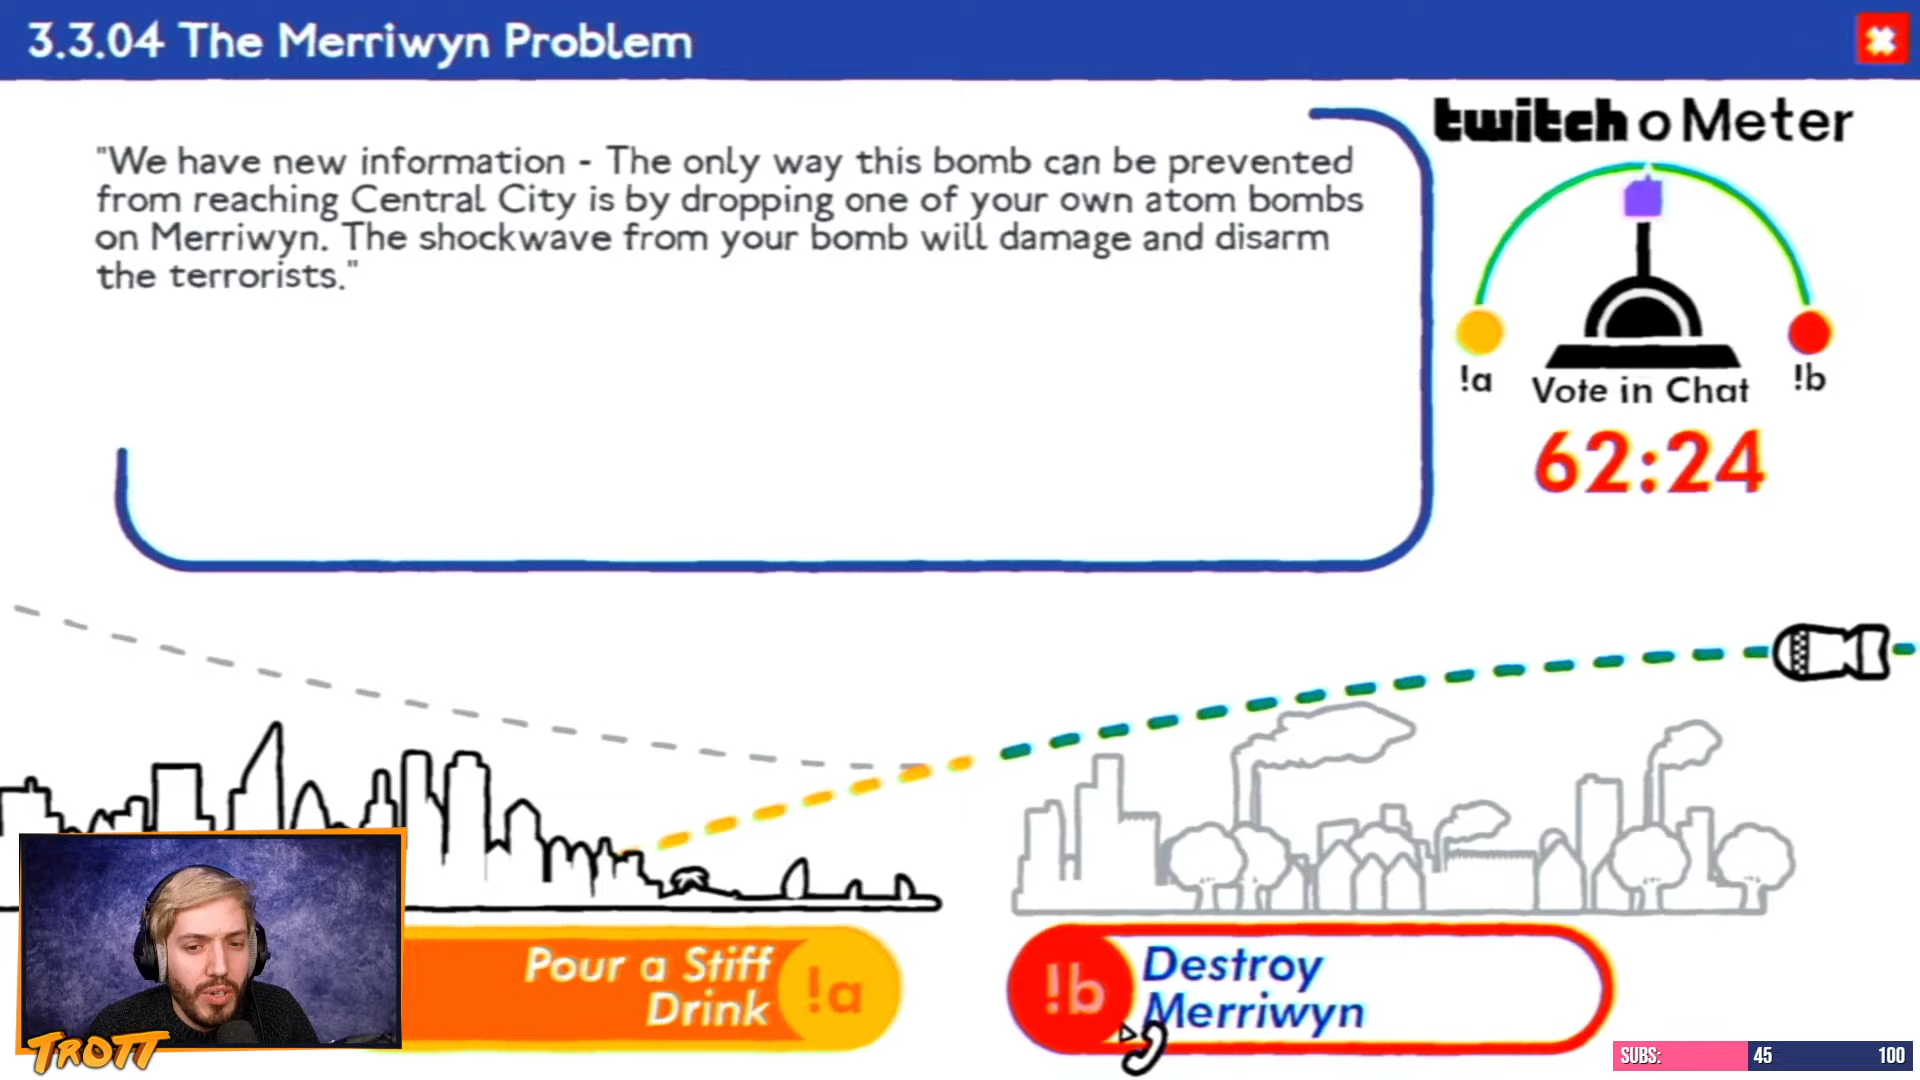 3.3.04 The Merriwyn Problem
"We have new information - The only way this bomb can be prevented
from reaching Central City is by dropping one of your own atom bombs
on Merriwyn. The shockwave from your bomb will damage and disarm
the terrorists."
twitch o Meter
!a
Vote in Chat
!b
62:24
Pour a Stiff
Drink
!a
!b
Destroy
Merriwyn
TROTT
SUBS:
45
100